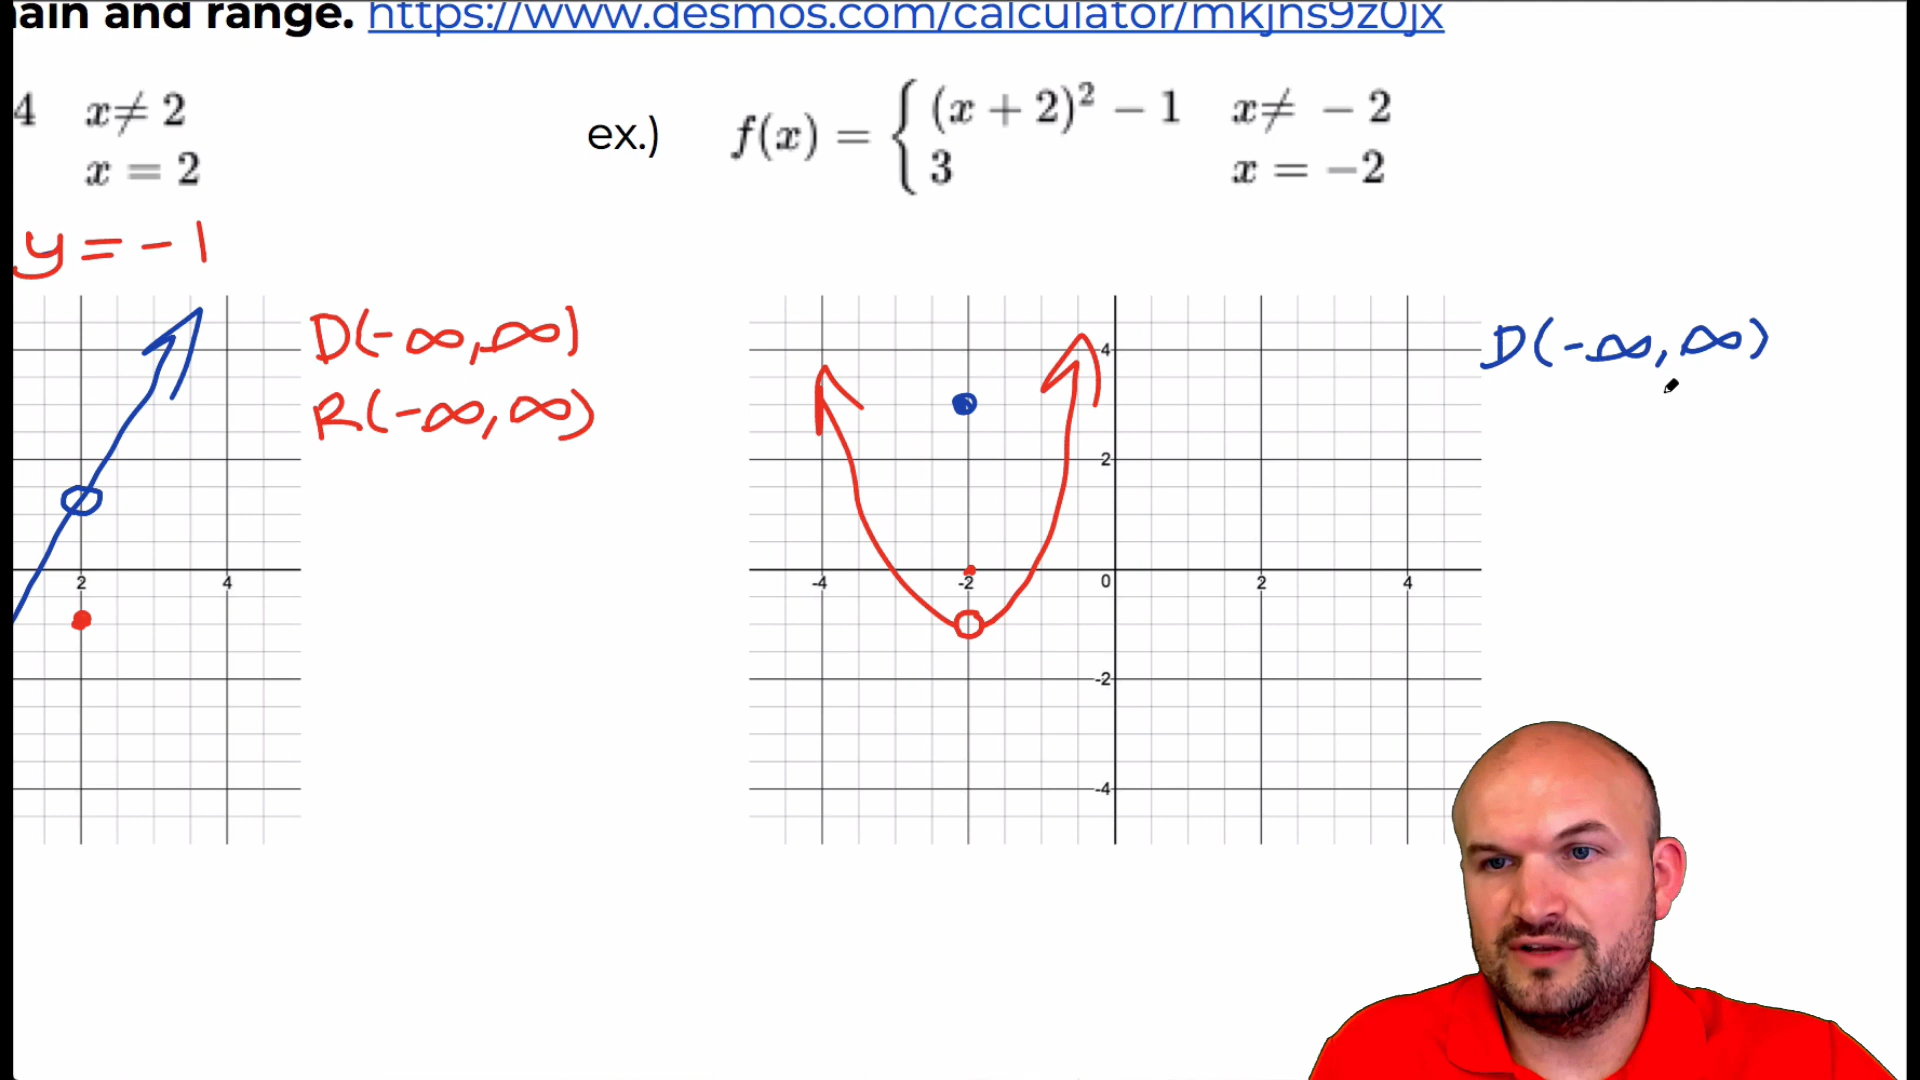 ain and range. https://www.desmos.com/calculator/mkjns9z0jx
4 x ≠ 2
x = 2
y = -1
D(-∞, ∞)
R(-∞, ∞)
2 4
ex.) f(x) = { (x + 2)² − 1 x ≠ − 2
3 x = −2
D(-∞, ∞)
4
2
-4 -2 0 2 4
-2
-4